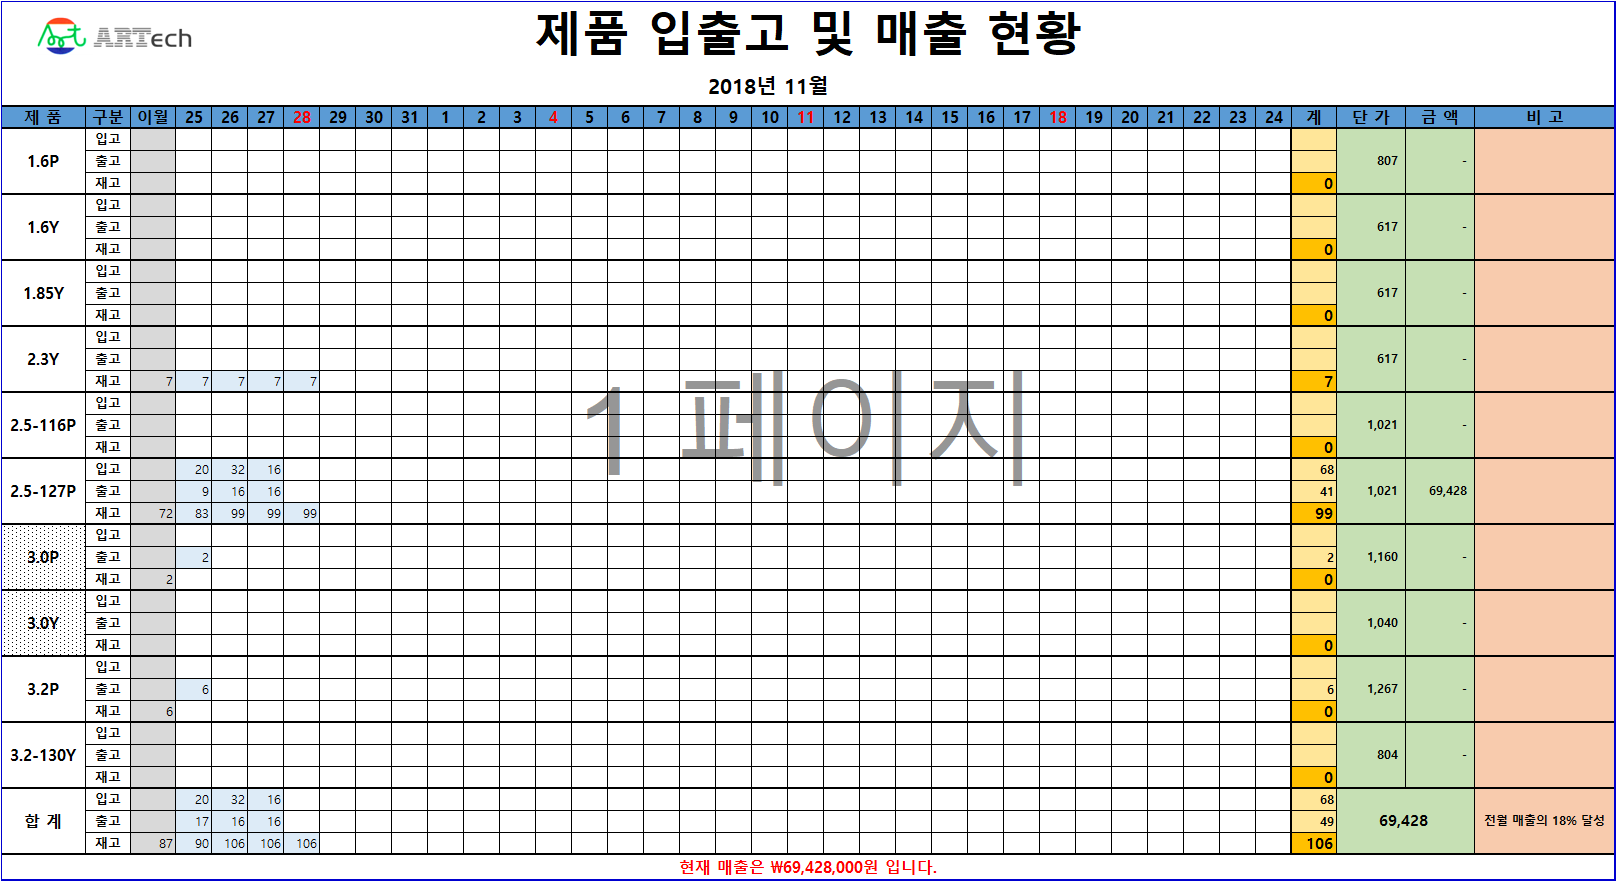 Art ARTech
제품 입출고 및 매출 현황
2018년 11월
제 품 구분 이월 25 26 27 28 29 30 31 1 2 3 4 5 6 7 8 9 10 11 12 13 14 15 16 17 18 19 20 21 22 23 24 계 단 가 금 액 비 고
입고
1.6P 출고 807 -
재고 0
입고
1.6Y 출고 617 -
재고 0
입고
1.85Y 출고 617 -
재고 0
입고
2.3Y 출고 617 -
재고 7 7 7 7 7 7
1 페이지
입고
2.5-116P 출고 1,021 -
재고 0
입고 20 32 16 68
2.5-127P 출고 9 16 16 41 1,021 69,428
재고 72 83 99 99 99 99
입고
3.0P 출고 2 2 1,160 -
재고 2 0
입고
3.0Y 출고 1,040 -
재고 0
입고
3.2P 출고 6 6 1,267 -
재고 6 0
입고
3.2-130Y 출고 804 -
재고 0
입고 20 32 16 68
합 계 출고 17 16 16 49 69,428 전월 매출의 18% 달성
재고 87 90 106 106 106 106
현재 매출은 ₩69,428,000원 입니다.